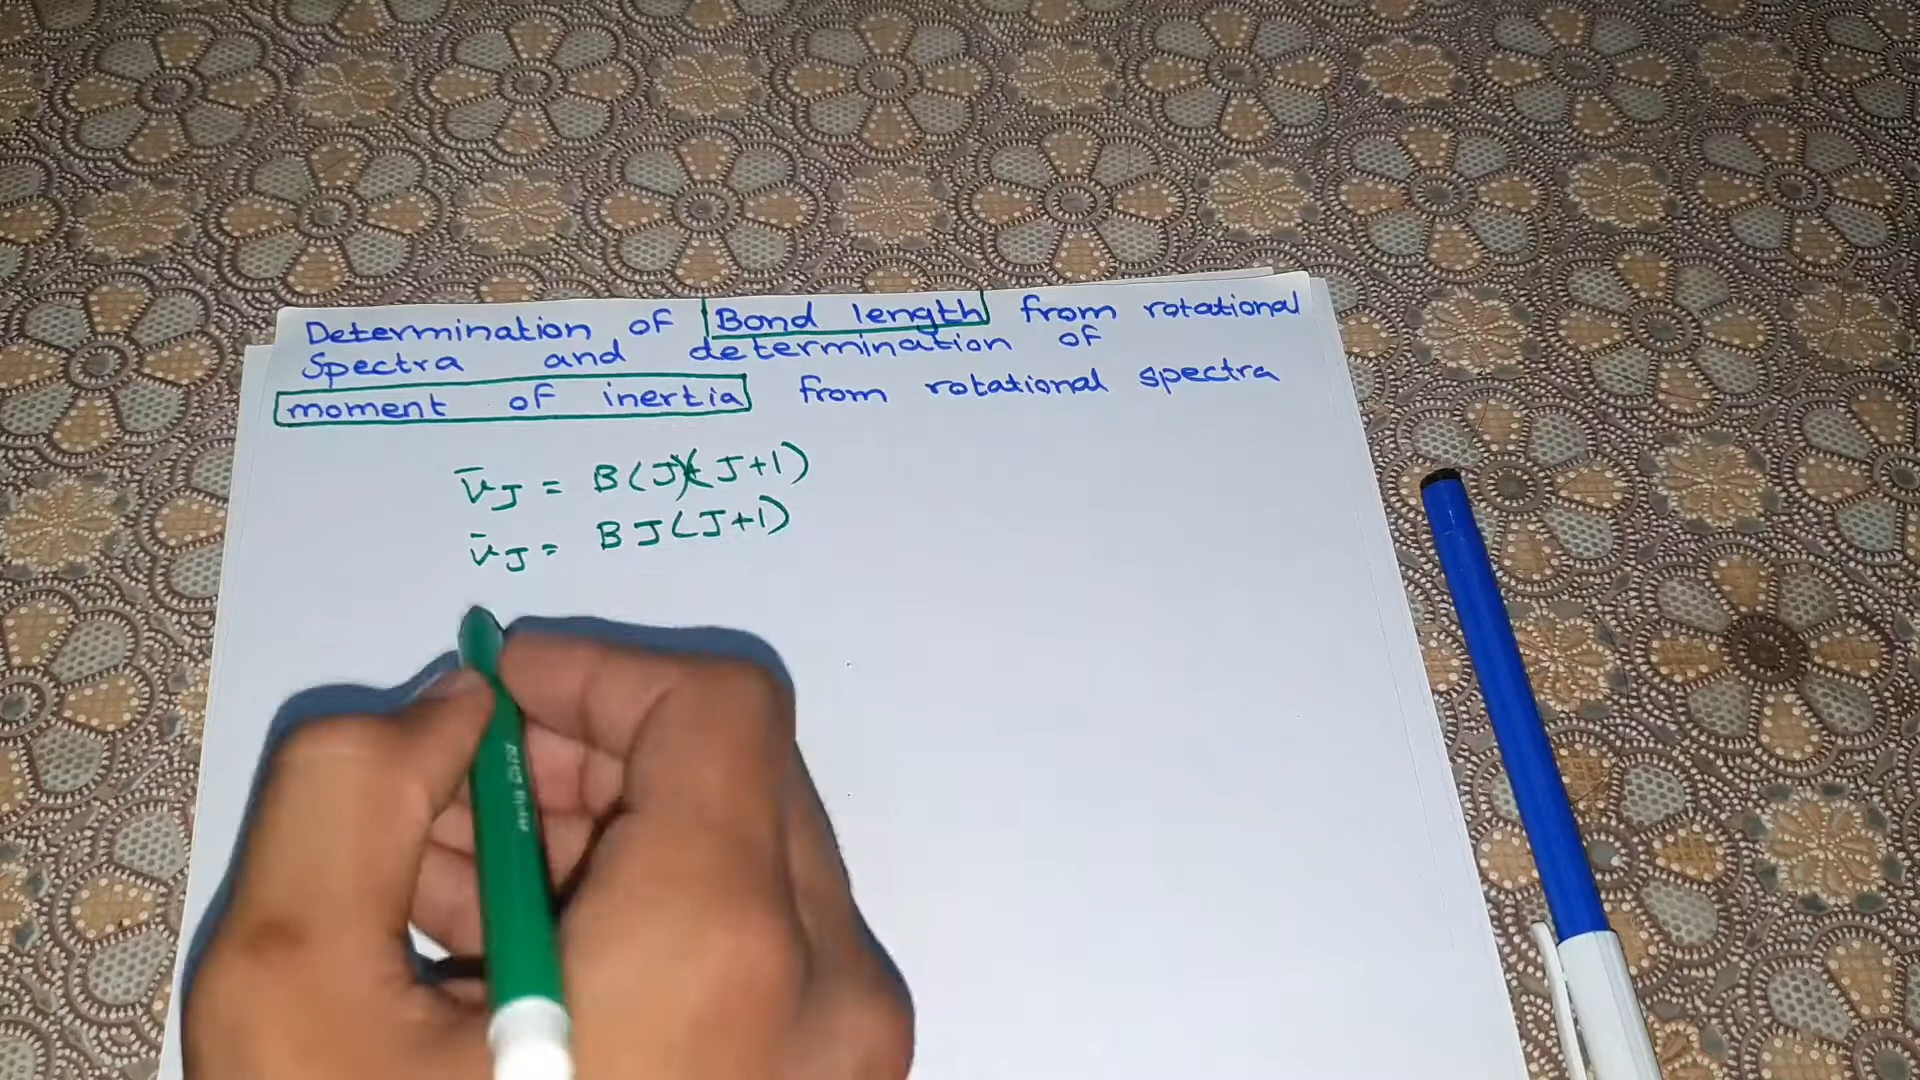 Determination of Bond length from rotational
Spectra and determination of
moment of inertia from rotational spectra
ν̄J = B(J)(J+1)
ν̄J = BJ(J+1)